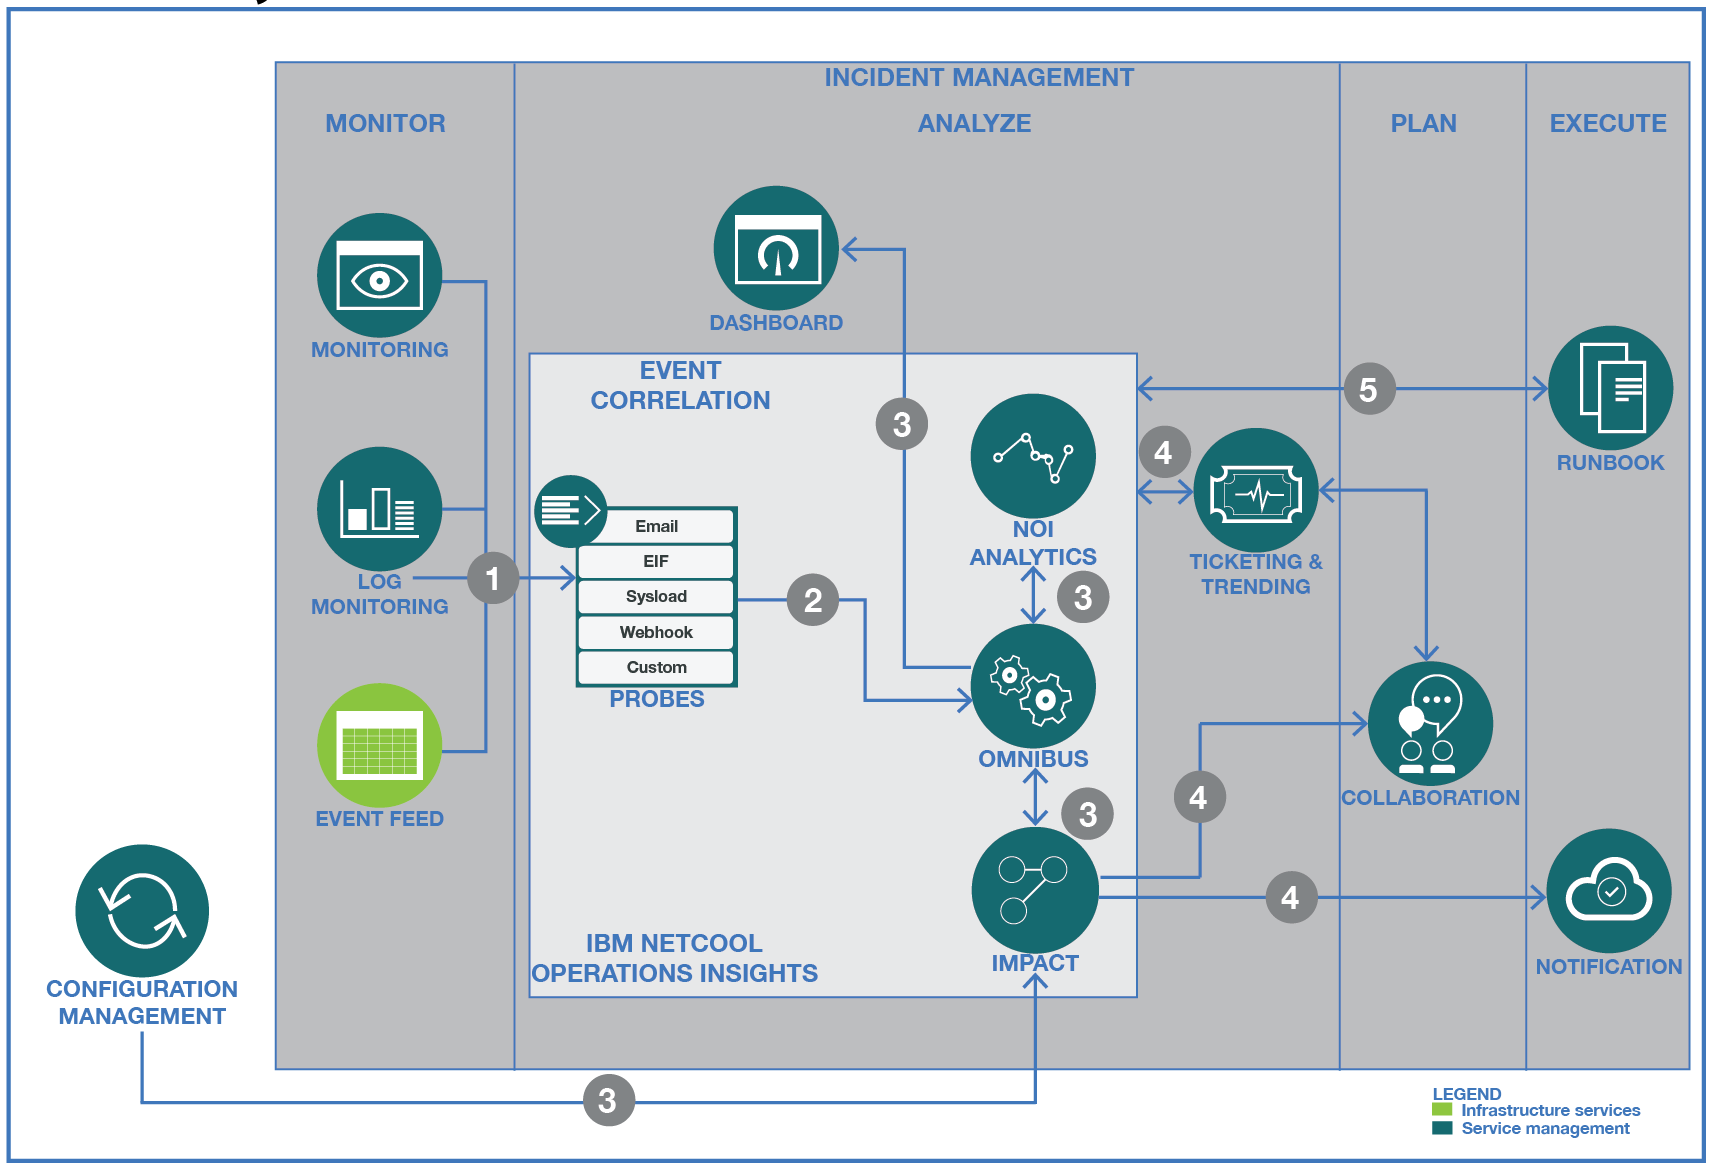 INCIDENT MANAGEMENT
MONITOR
ANALYZE
PLAN
EXECUTE
MONITORING
DASHBOARD
EVENT
CORRELATION
3
5
4
RUNBOOK
Email
EIF
Sysload
Webhook
Custom
PROBES
NOI
ANALYTICS
TICKETING &
TRENDING
LOG
MONITORING
1
2
3
OMNIBUS
EVENT FEED
3
4
COLLABORATION
4
IBM NETCOOL
OPERATIONS INSIGHTS
IMPACT
NOTIFICATION
CONFIGURATION
MANAGEMENT
3
LEGEND
Infrastructure services
Service management